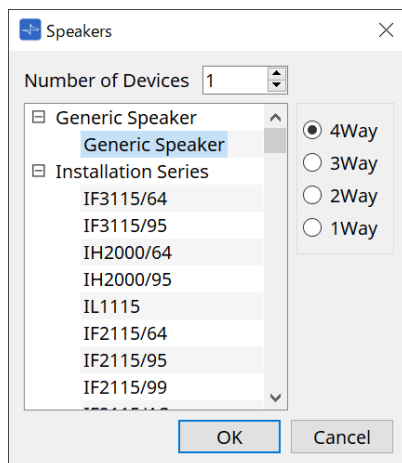 Speakers
Number of Devices 1
Generic Speaker
Generic Speaker
Installation Series
IF3115/64
IF3115/95
IH2000/64
IH2000/95
IL1115
IF2115/64
IF2115/95
IF2115/99
4Way
3Way
2Way
1Way
OK
Cancel